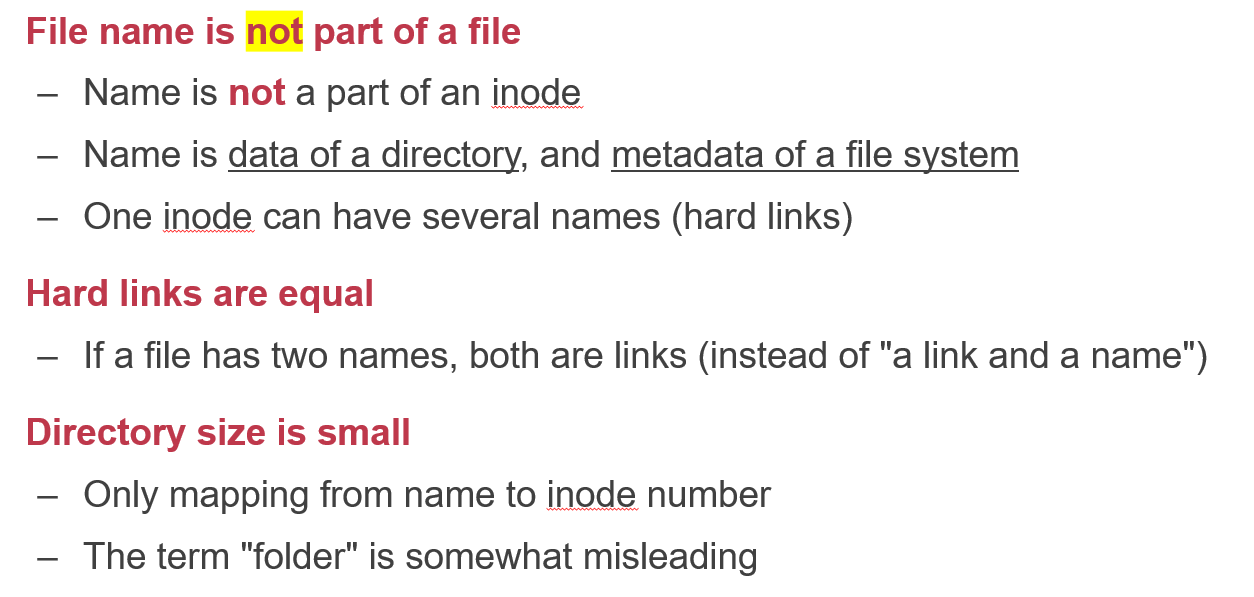 File name is not part of a file
– Name is not a part of an inode
– Name is data of a directory, and metadata of a file system
– One inode can have several names (hard links)
Hard links are equal
– If a file has two names, both are links (instead of "a link and a name")
Directory size is small
– Only mapping from name to inode number
– The term "folder" is somewhat misleading